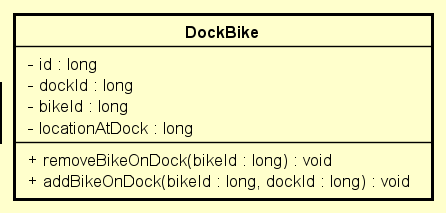 DockBike
- id : long
- dockId : long
- bikeId : long
- locationAtDock : long
+ removeBikeOnDock(bikeId : long) : void
+ addBikeOnDock(bikeId : long, dockId : long) : void